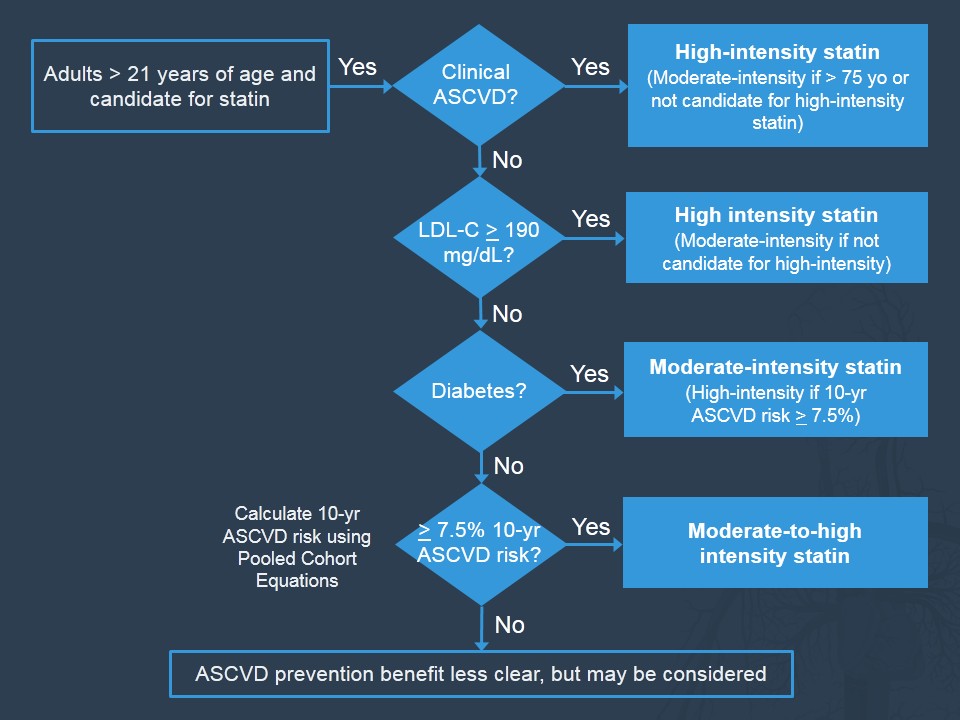 Adults > 21 years of age and
candidate for statin
Yes
Clinical
ASCVD?
Yes
High-intensity statin
(Moderate-intensity if > 75 yo or
not candidate for high-intensity
statin)
No
LDL-C ≥ 190
mg/dL?
Yes
High intensity statin
(Moderate-intensity if not
candidate for high-intensity)
No
Diabetes?
Yes
Moderate-intensity statin
(High-intensity if 10-yr
ASCVD risk ≥ 7.5%)
No
Calculate 10-yr
ASCVD risk using
Pooled Cohort
Equations
≥ 7.5% 10-yr
ASCVD risk?
Yes
Moderate-to-high
intensity statin
No
ASCVD prevention benefit less clear, but may be considered